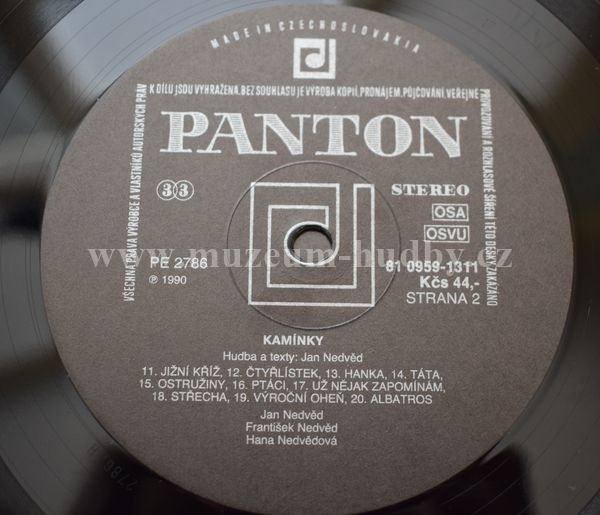 MADE IN CZECHOSLOVAKIA
VŠECHNA PRÁVA VÝROBCE A VLASTNÍKŮ AUTORSKÝCH PRÁV
K DÍLU JSOU VYHRAŽENA. BEZ SOUHLASU JE VÝROBA KOPIÍ, PRONÁJEM, PŮJČOVÁNÍ, VEŘEJNÉ
PROVOZOVÁNÍ A ROZHLASOVÉ ŠÍŘENÍ TÉTO DESKY ZAKÁZÁNO
PANTON
33
STEREO
OSA
OSVU
www.muzeum-hudby.cz
PE 2786
℗ 1990
81 0959-1311
Kčs 44,-
STRANA 2
KAMÍNKY
Hudba a texty: Jan Nedvěd
11. JIŽNÍ KŘÍŽ, 12. ČTYŘLÍSTEK, 13. HANKA, 14. TÁTA,
15. OSTRUŽINY, 16. PTÁCI, 17. UŽ NĚJAK ZAPOMÍNÁM,
18. STŘECHA, 19. VÝROČNÍ OHEŇ, 20. ALBATROS
Jan Nedvěd
František Nedvěd
Hana Nedvědová